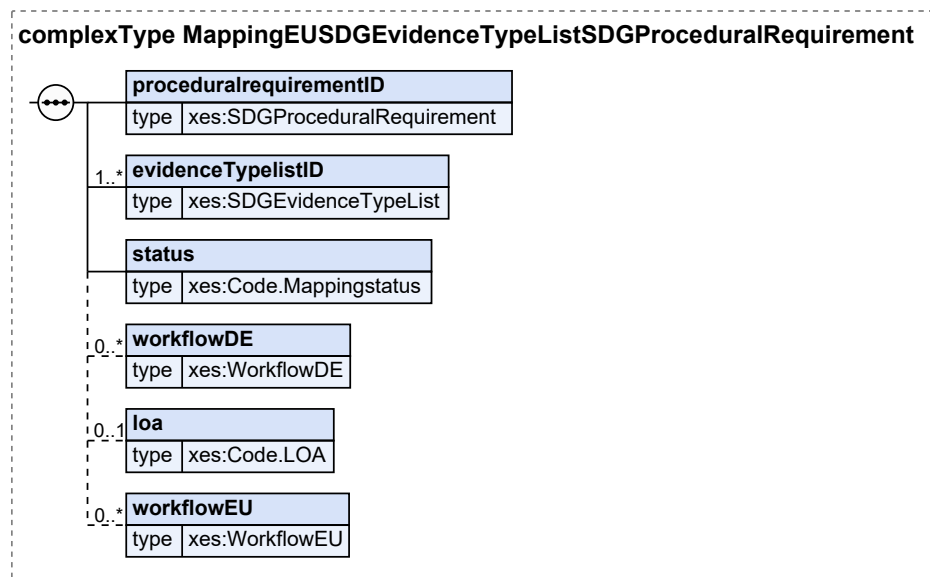 complexType MappingEUSDGEvidenceTypeListSDGProceduralRequirement
proceduralrequirementID
type xes:SDGProceduralRequirement
1..* evidenceTypelistID
type xes:SDGEvidenceTypeList
status
type xes:Code.Mappingstatus
0..* workflowDE
type xes:WorkflowDE
0..1 loa
type xes:Code.LOA
0..* workflowEU
type xes:WorkflowEU